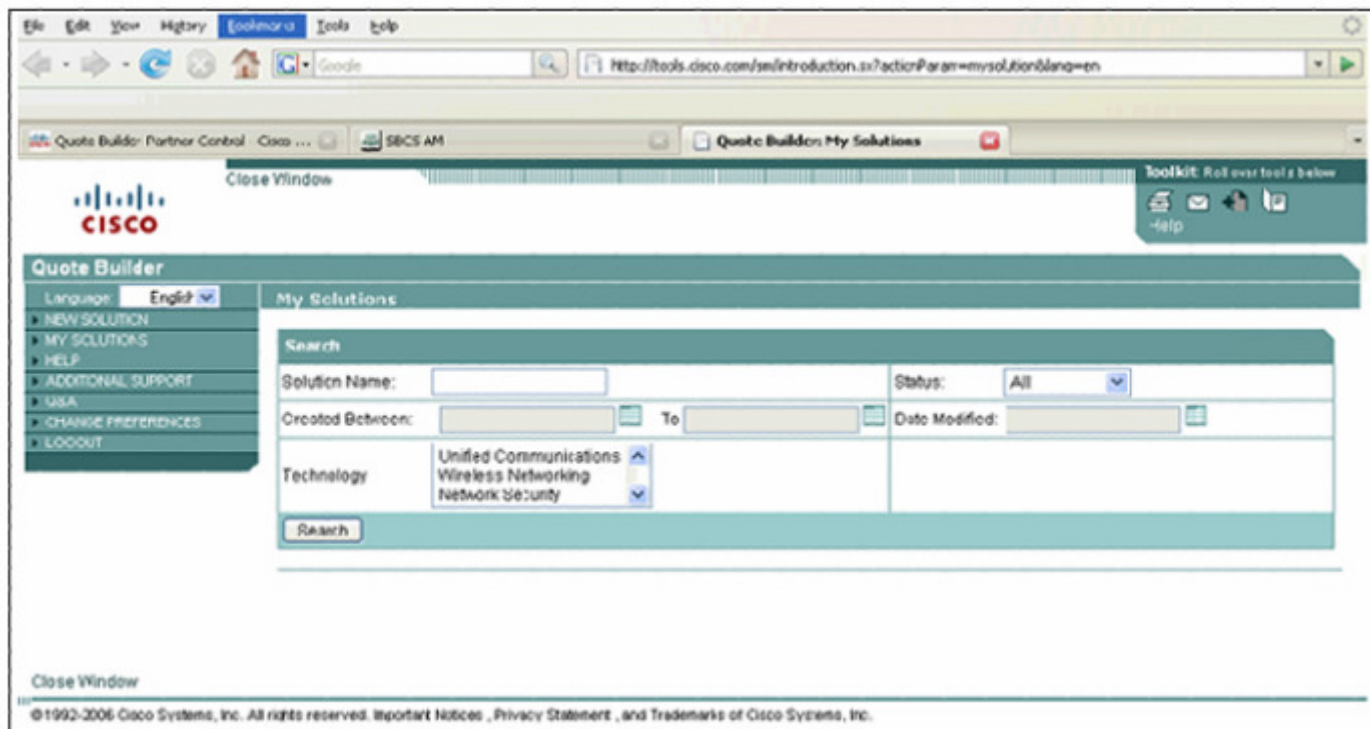 File Edit View History Bookmarks Tools Help
Google
http://tools.cisco.com/sm/introduction.sx?actionParam=mysolution&lang=en
Quote Builder Partner Central Cisco ...
SBCS AM
Quote Builder: My Solutions
Close Window
Toolkit: Roll over tools below
Help
CISCO
Quote Builder
Language: English
My Solutions
NEW SOLUTION
MY SOLUTIONS
HELP
ADDITIONAL SUPPORT
Q&A
CHANGE PREFERENCES
LOGOUT
Search
Solution Name:
Status: All
Created Between: To
Date Modified:
Technology
Unified Communications
Wireless Networking
Network Security
Search
Close Window
©1992-2006 Cisco Systems, Inc. All rights reserved. Important Notices , Privacy Statement , and Trademarks of Cisco Systems, Inc.